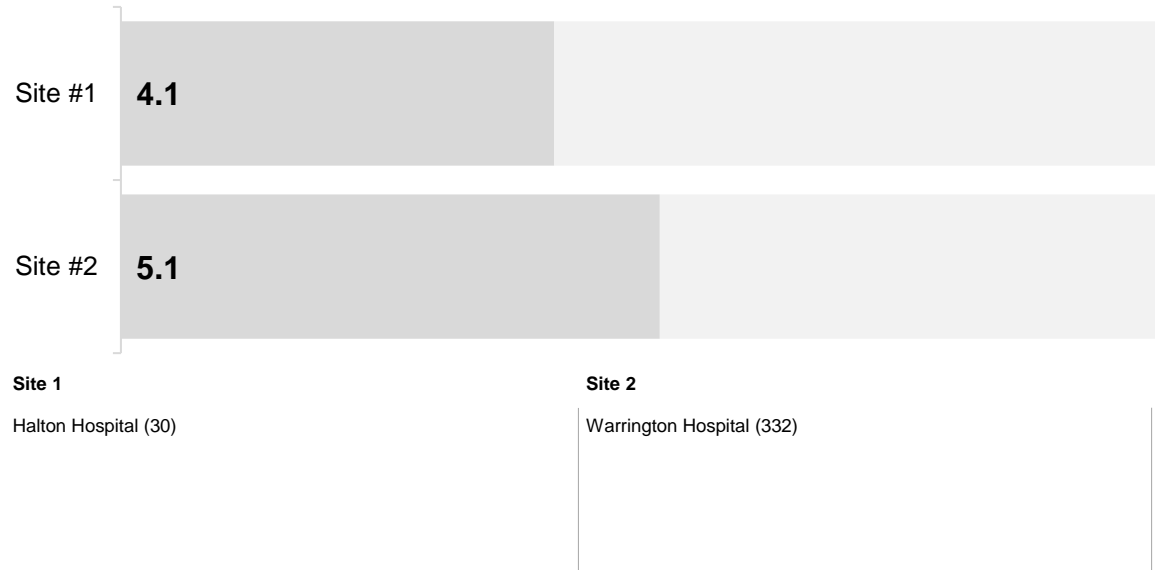 Site #1
4.1
Site #2
5.1
Site 1
Site 2
Halton Hospital (30)
Warrington Hospital (332)